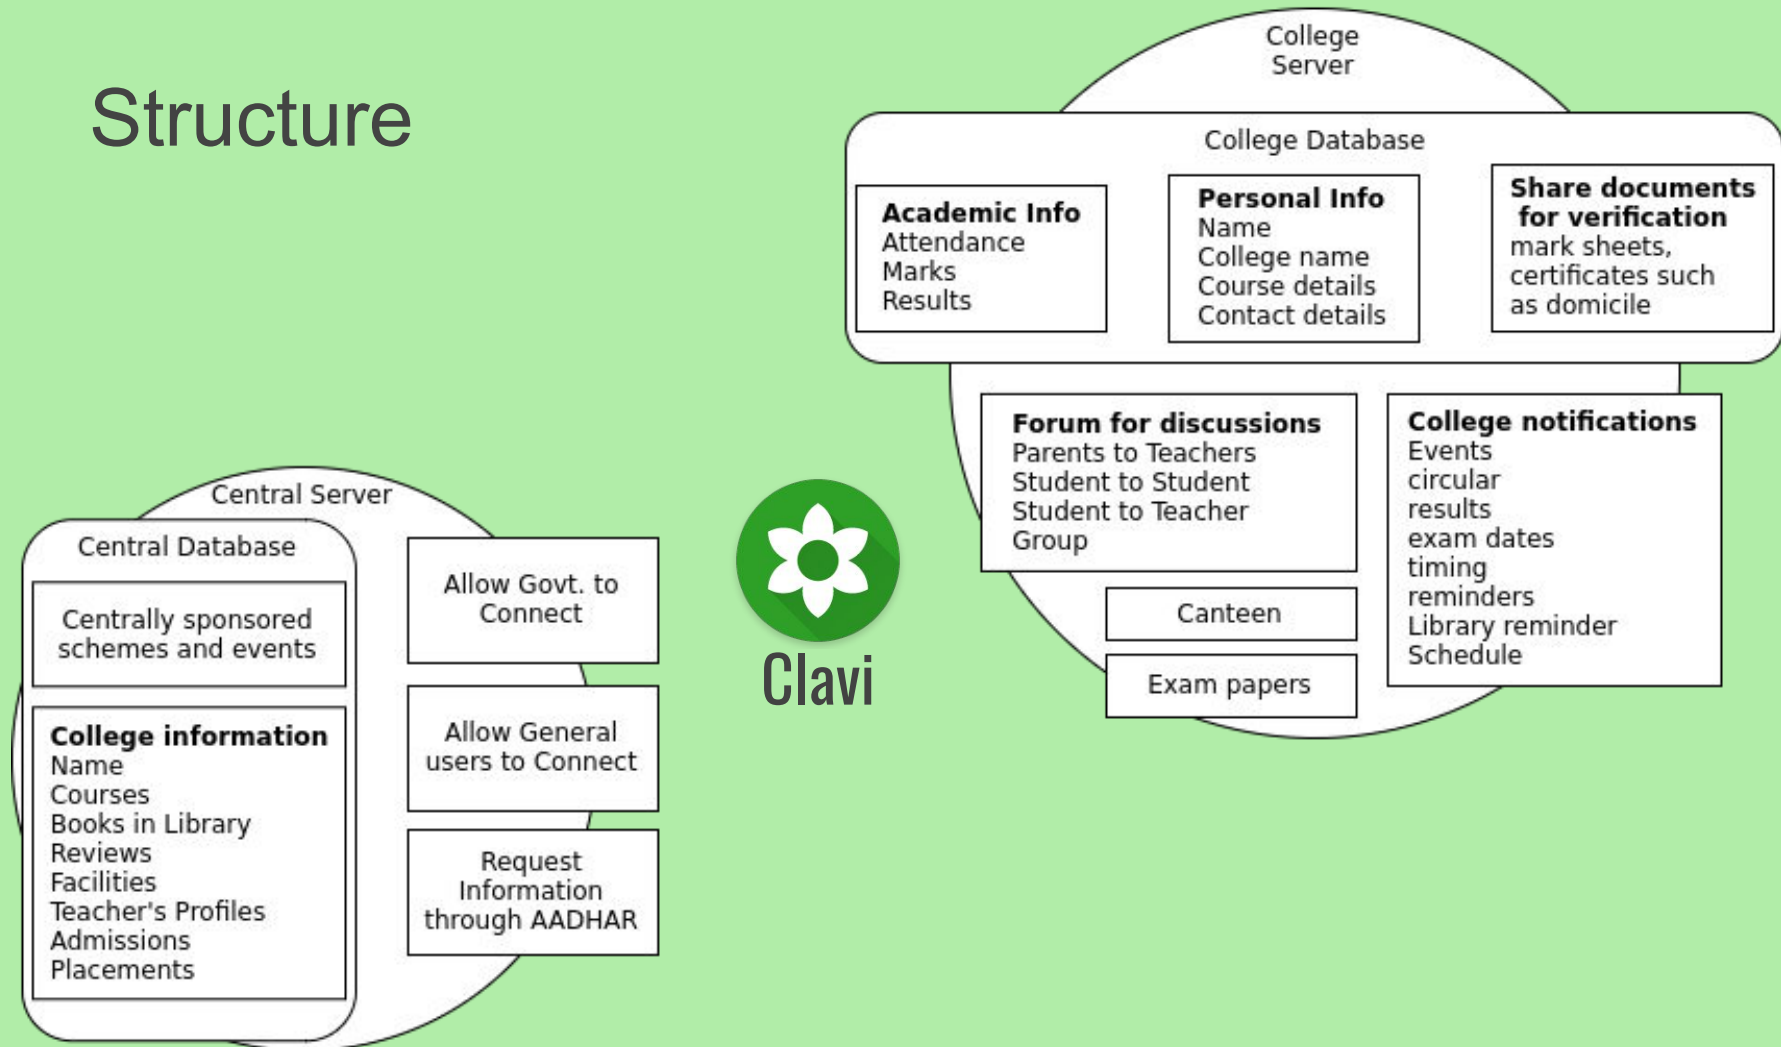 Structure
College
Server
College Database
Academic Info
Attendance
Marks
Results
Personal Info
Name
College name
Course details
Contact details
Share documents
for verification
mark sheets,
certificates such
as domicile
Forum for discussions
Parents to Teachers
Student to Student
Student to Teacher
Group
College notifications
Events
circular
results
exam dates
timing
reminders
Library reminder
Schedule
Canteen
Exam papers
Clavi
Central Server
Central Database
Centrally sponsored
schemes and events
College information
Name
Courses
Books in Library
Reviews
Facilities
Teacher's Profiles
Admissions
Placements
Allow Govt. to
Connect
Allow General
users to Connect
Request
Information
through AADHAR